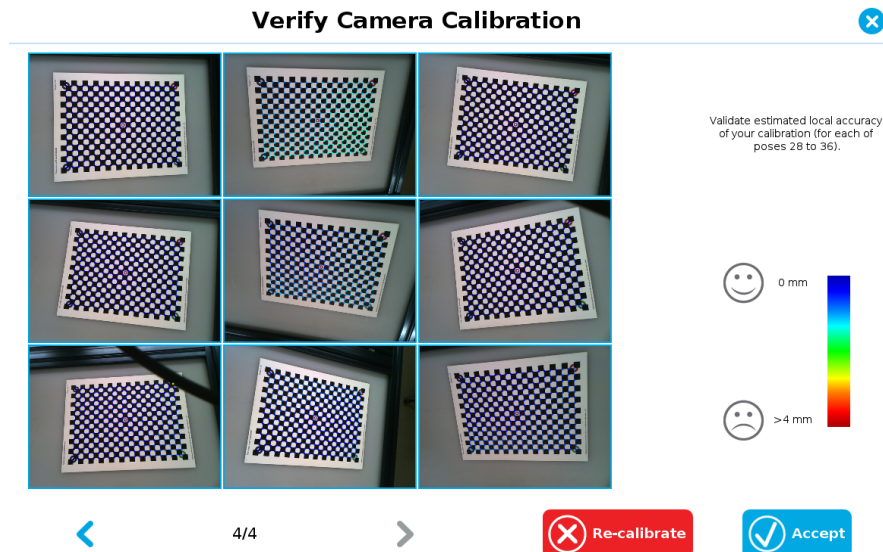 Verify Camera Calibration
Validate estimated local accuracy
of your calibration (for each of
poses 28 to 36).
0 mm
>4 mm
4/4
Re-calibrate
Accept